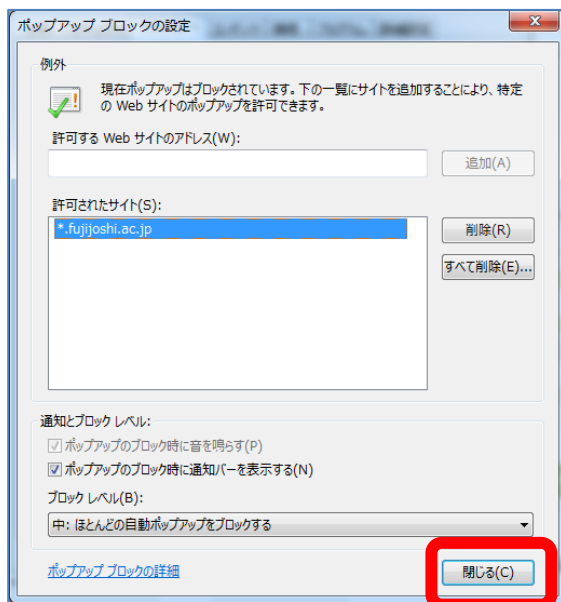 ポップアップ ブロックの設定
例外
現在ポップアップはブロックされています。下の一覧にサイトを追加することにより、特定
の Web サイトのポップアップを許可できます。
許可する Web サイトのアドレス(W):
追加(A)
許可されたサイト(S):
*.fujijoshi.ac.jp
削除(R)
すべて削除(E)...
通知とブロック レベル:
ポップアップのブロック時に音を鳴らす(P)
ポップアップのブロック時に通知バーを表示する(N)
ブロック レベル(B):
中: ほとんどの自動ポップアップをブロックする
ポップアップ ブロックの詳細
閉じる(C)